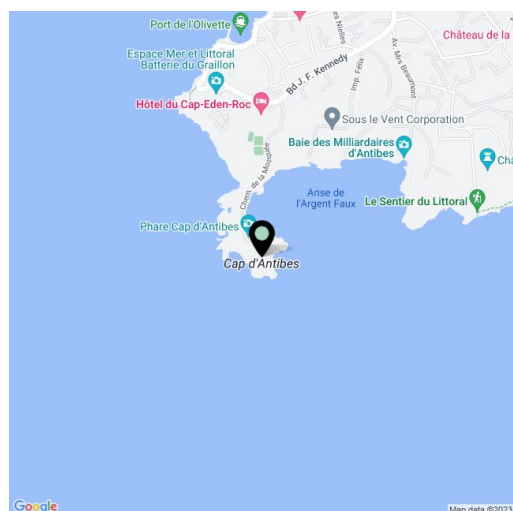 Port de l'Olivette
Nielles
Château de la
Espace Mer et Littoral
Batterie du Graillon
Bd J. F. Kennedy
Imp. Félix
Av. Mrs Beaumont
Hôtel du Cap-Eden-Roc
Sous le Vent Corporation
Baie des Milliardaires
d'Antibes
Chem. de la Mosquée
Châ
Anse de
l'Argent Faux
Le Sentier du Littoral
Phare Cap d'Antibes
Cap d'Antibes
Google
Map data ©2023